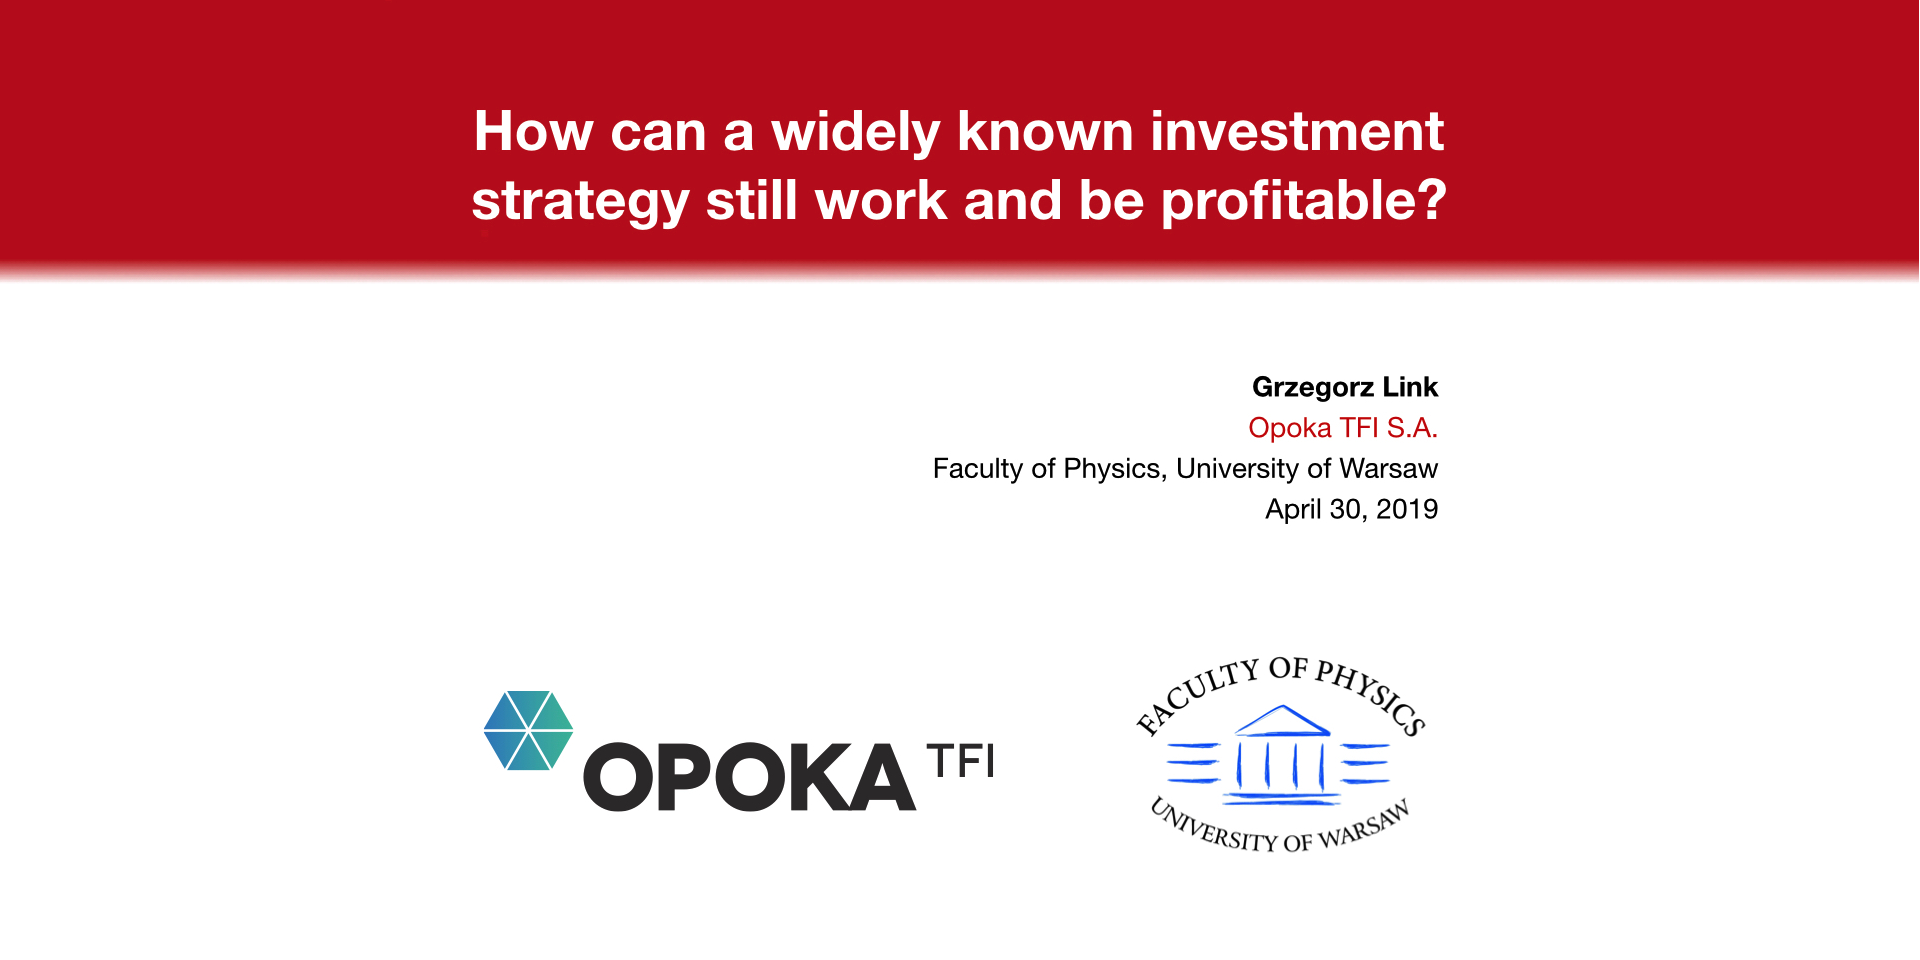 How can a widely known investment
strategy still work and be profitable?
Grzegorz Link
Opoka TFI S.A.
Faculty of Physics, University of Warsaw
April 30, 2019
OPOKA TFI
FACULTY OF PHYSICS
UNIVERSITY OF WARSAW